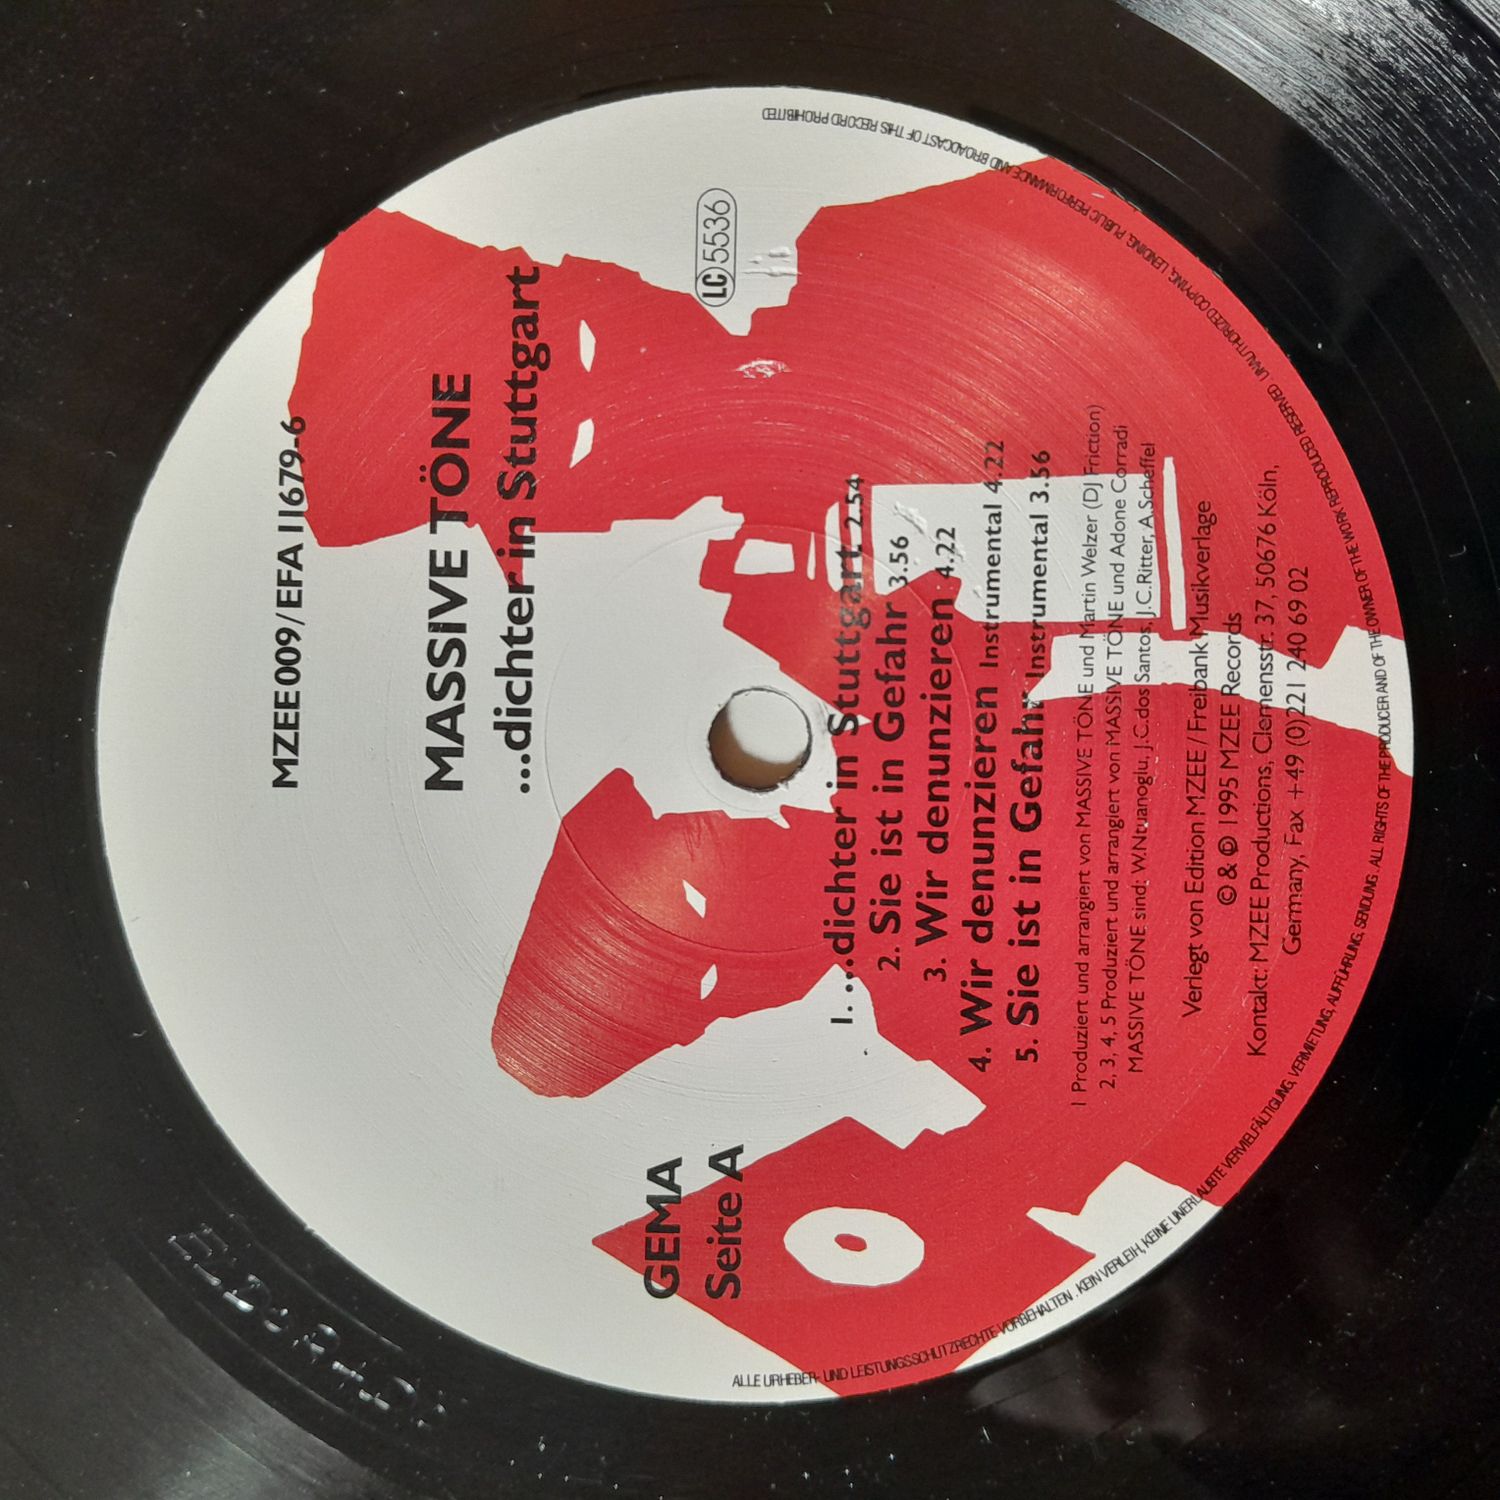 MZEE 009 / EFA 11679-6
MASSIVE TÖNE
...dichter in Stuttgart
LC 5536
GEMA
Seite A
1. ...dichter in Stuttgart 2.54
2. Sie ist in Gefahr 3.56
3. Wir denunzieren 4.22
4. Wir denunzieren Instrumental 4.22
5. Sie ist in Gefahr Instrumental 3.56
1 Produziert und arrangiert von MASSIVE TÖNE und Martin Welzer (DJ Friction)
2, 3, 4, 5 Produziert und arrangiert von MASSIVE TÖNE und Adone Corradi
MASSIVE TÖNE sind: W.Ntuanoglu, J.C.dos Santos, J.C.Ritter, A.Scheffel
Verlegt von Edition MZEE / Freibank Musikverlage
© & ℗ 1995 MZEE Records
Kontakt: MZEE Productions, Clemensstr. 37, 50676 Köln,
Germany, Fax +49 (0)221 240 69 02
ALLE URHEBER- UND LEISTUNGSSCHUTZRECHTE VORBEHALTEN . KEIN VERLEIH, KEINE UNERLAUBTE VERVIELFÄLTIGUNG, VERMIETUNG, AUFFÜHRUNG, SENDUNG . ALL RIGHTS OF THE PRODUCER AND OF THE OWNER OF THE WORK REPRODUCED RESERVED UNAUTHORIZED COPYING, LENDING, PUBLIC PERFORMANCE AND BROADCAST OF THIS RECORD PROHIBITED